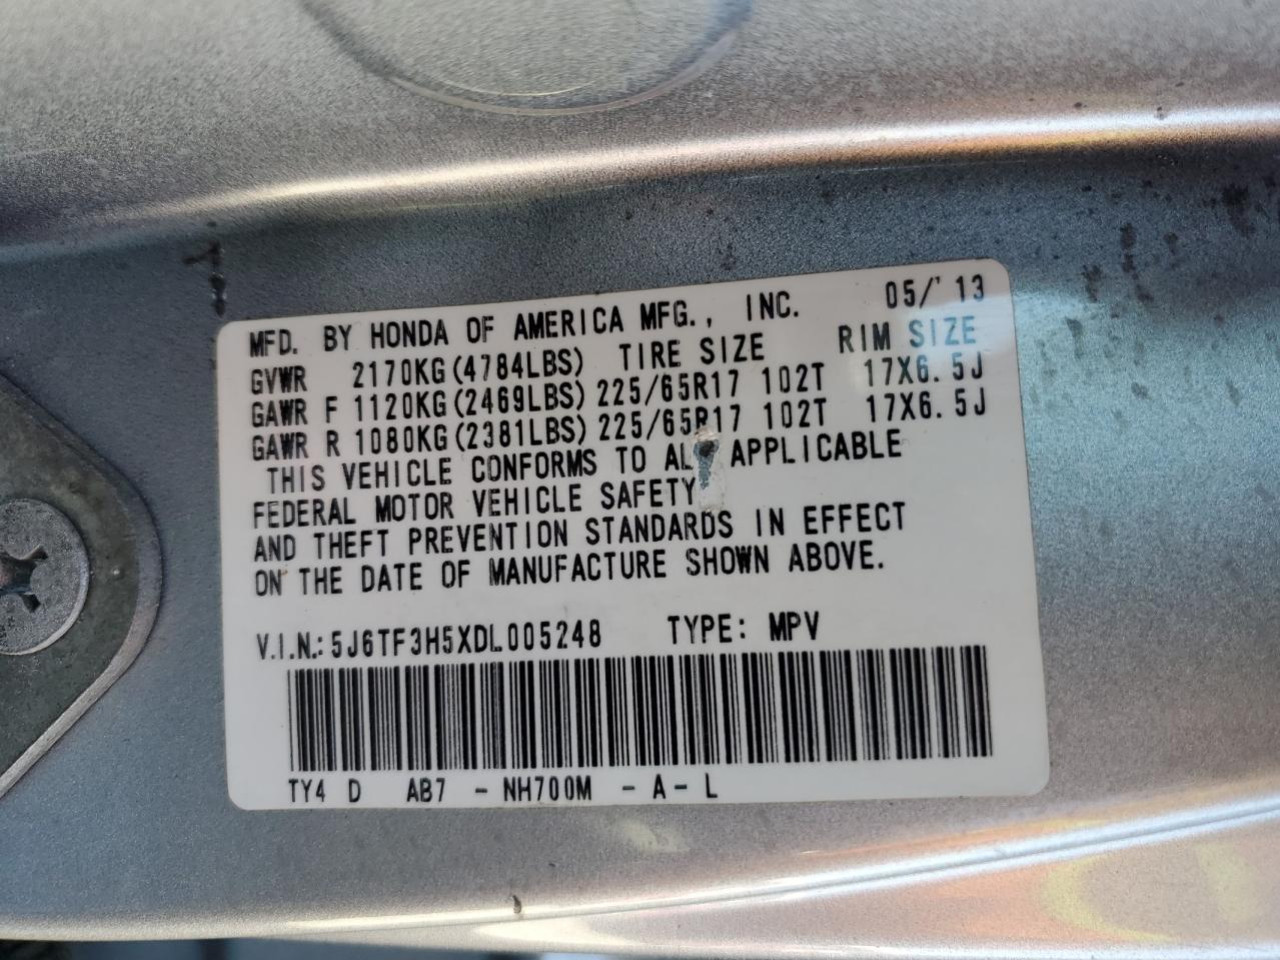 MFD. BY HONDA OF AMERICA MFG., INC. 05/'13
GVWR 2170KG(4784LBS) TIRE SIZE RIM SIZE
GAWR F 1120KG(2469LBS) 225/65R17 102T 17X6.5J
GAWR R 1080KG(2381LBS) 225/65R17 102T 17X6.5J
THIS VEHICLE CONFORMS TO ALL APPLICABLE
FEDERAL MOTOR VEHICLE SAFETY
AND THEFT PREVENTION STANDARDS IN EFFECT
ON THE DATE OF MANUFACTURE SHOWN ABOVE.
V.I.N.: 5J6TF3H5XDL005248 TYPE: MPV
TY4 D AB7 - NH700M - A - L